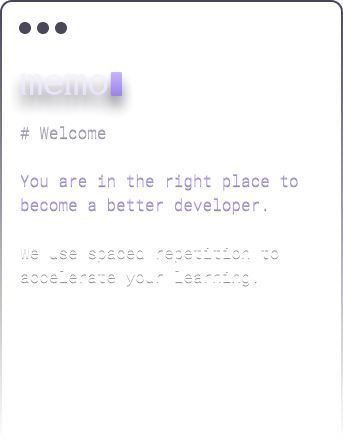 memo
# Welcome
You are in the right place to
become a better developer.
We use spaced repetition to
accelerate your learning.